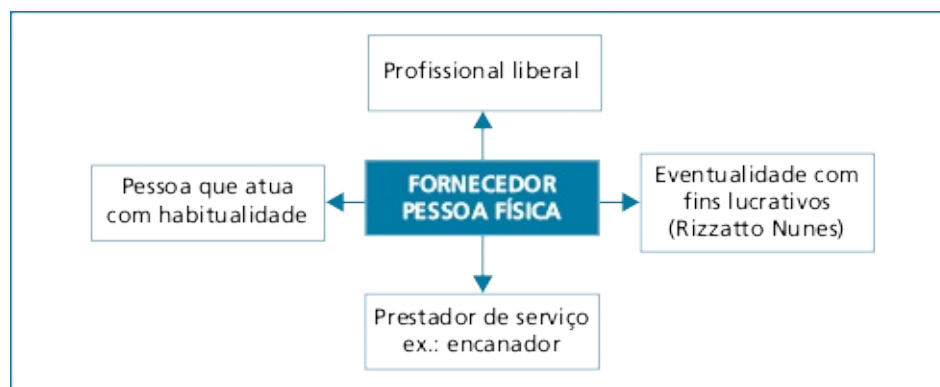 Profissional liberal
Pessoa que atua
com habitualidade
FORNECEDOR
PESSOA FÍSICA
Eventualidade com
fins lucrativos
(Rizzatto Nunes)
Prestador de serviço
ex.: encanador